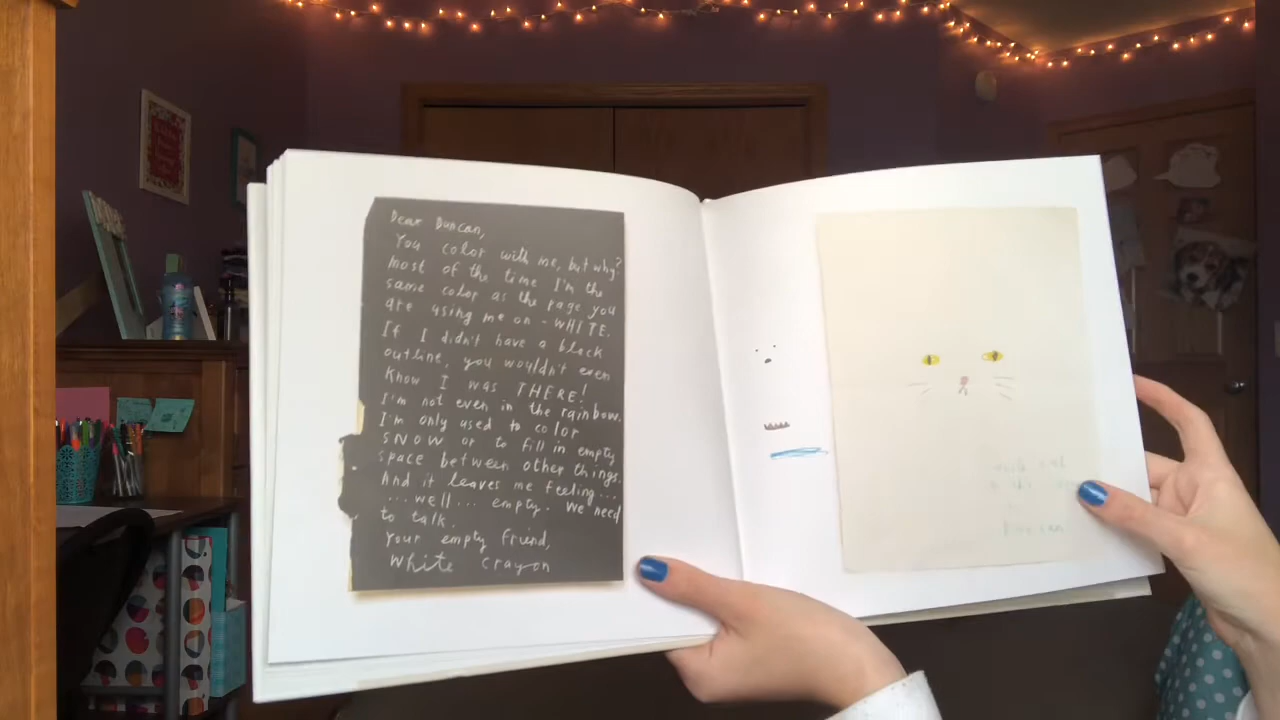 Dear Duncan,
You color with me, but why?
most of the time I'm the
same color as the page you
are using me on - WHITE.
If I didn't have a black
outline, you wouldn't even
know I was THERE!
I'm not even in the rainbow.
I'm only used to color
SNOW or to fill in empty
space between other things.
And it leaves me feeling...
...well... empty. We need
to talk.
Your empty friend,
White crayon